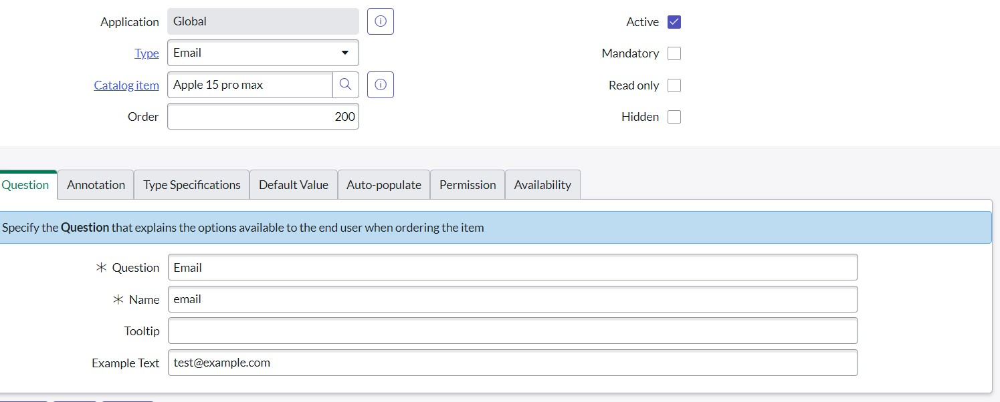 Application Global Active
Type Email Mandatory
Catalog item Apple 15 pro max Read only
Order 200 Hidden
Question Annotation Type Specifications Default Value Auto-populate Permission Availability
Specify the Question that explains the options available to the end user when ordering the item
Question Email
Name email
Tooltip
Example Text test@example.com